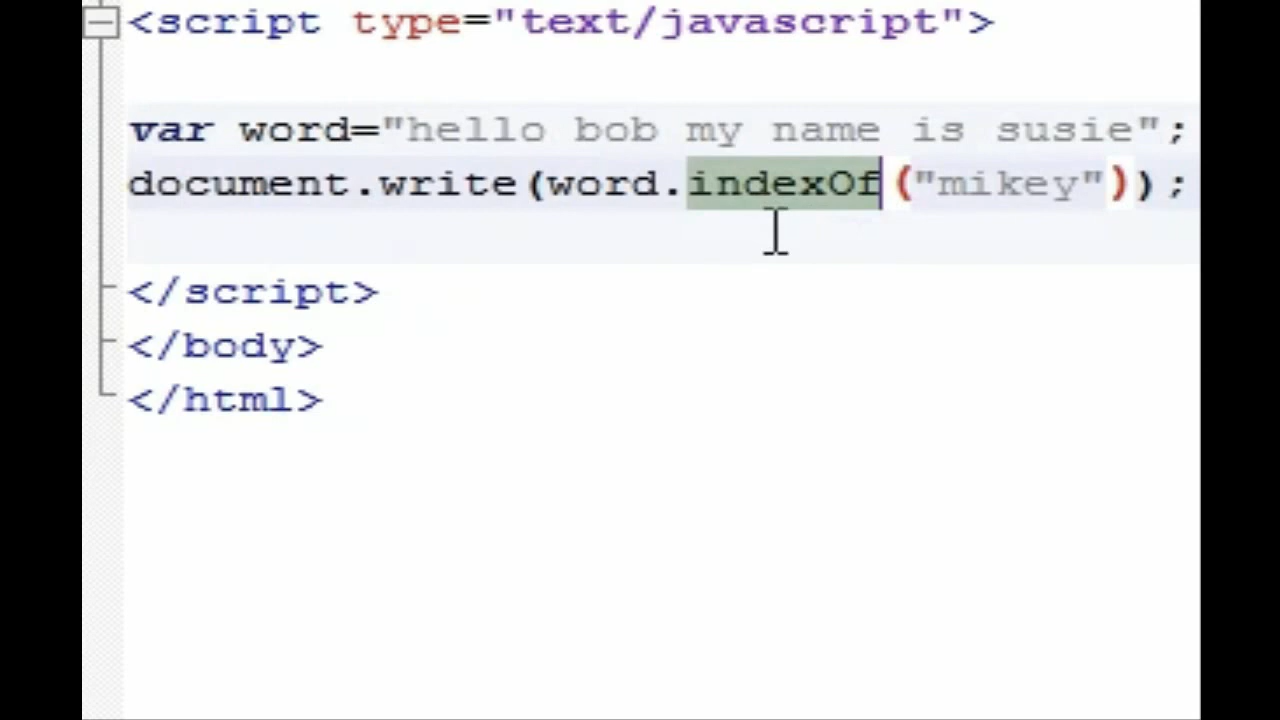 <script type="text/javascript">
var word="hello bob my name is susie";
document.write(word.indexOf("mikey"));
</script>
</body>
</html>